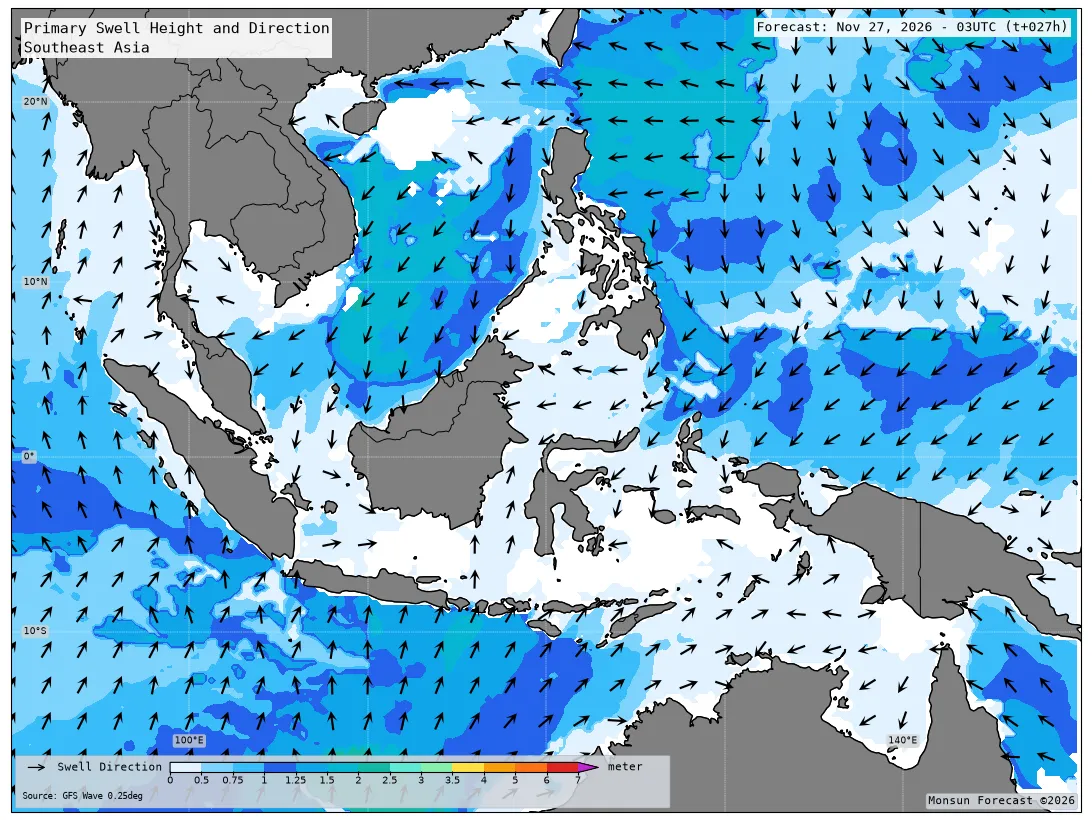 Primary Swell Height and Direction
Southeast Asia
Forecast: Nov 27, 2026 - 03UTC (t+027h)
20°N
10°N
0°
10°S
100°E
140°E
Swell Direction
0 0.5 0.75 1 1.25 1.5 2 2.5 3 3.5 4 5 6 7
meter
Source: GFS Wave 0.25deg
Monsun Forecast ©2026